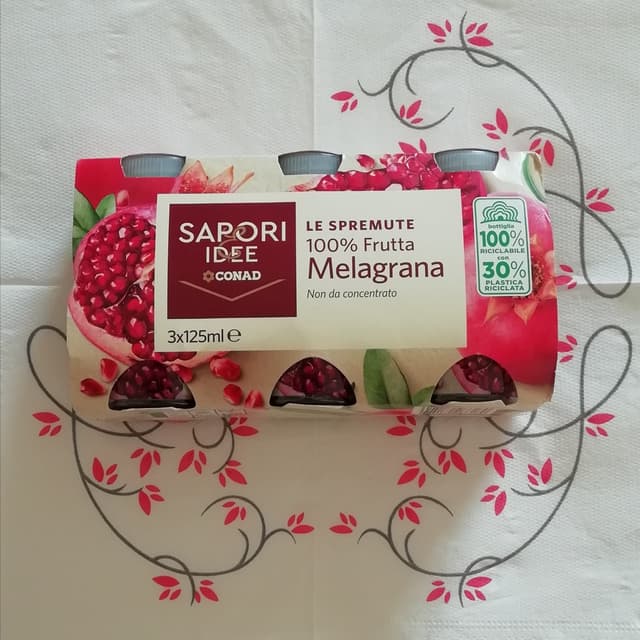 SAPORI
&
IDEE
CONAD
LE SPREMUTE
100% Frutta
Melagrana
Non da concentrato
3x125ml ℮
bottiglia
100%
RICICLABILE
con
30%
PLASTICA
RICICLATA